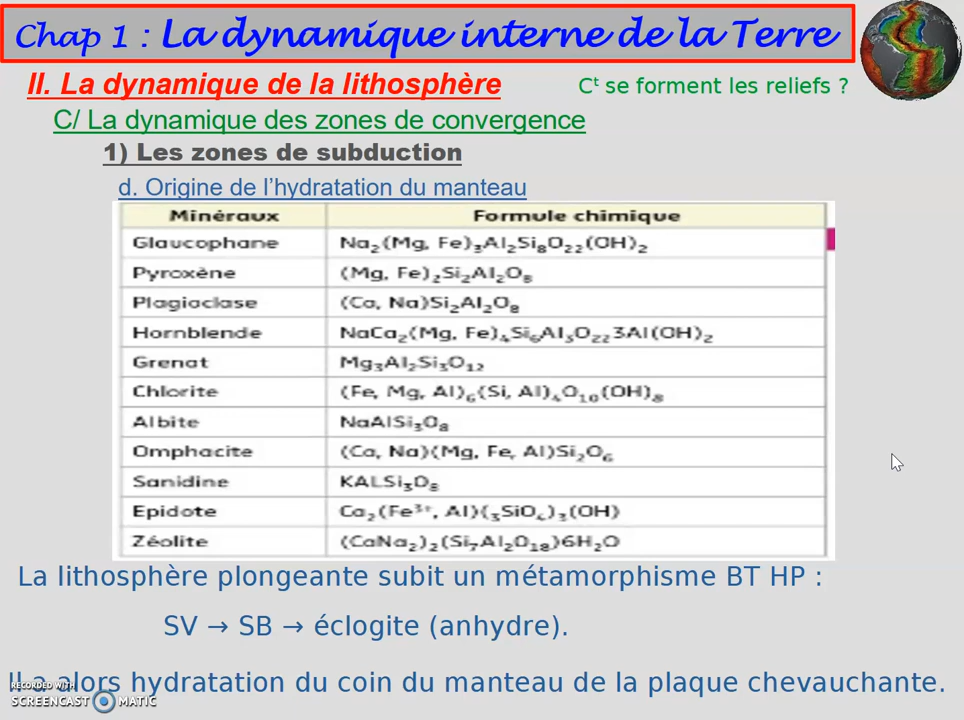 Chap 1 : La dynamique interne de la Terre
II. La dynamique de la lithosphère
Cᵗ se forment les reliefs ?
C/ La dynamique des zones de convergence
1) Les zones de subduction
d. Origine de l'hydratation du manteau
Minéraux Formule chimique
Glaucophane Na₂(Mg, Fe)₃Al₂Si₈O₂₂(OH)₂
Pyroxène (Mg, Fe)₂Si₂Al₂O₈
Plagioclase (Ca, Na)Si₂Al₂O₈
Hornblende NaCa₂(Mg, Fe)₄Si₆Al₃O₂₂3Al(OH)₂
Grenat Mg₃Al₂Si₃O₁₂
Chlorite (Fe, Mg, Al)₆(Si, Al)₄O₁₀(OH)₈
Albite NaAlSi₃O₈
Omphacite (Ca, Na)(Mg, Fe, Al)Si₂O₆
Sanidine KALSi₃O₈
Epidote Ca₂(Fe³⁺, Al)(₃SiO₄)₃(OH)
Zéolite (CaNa₂)₂(Si₇Al₂O₁₈)6H₂O
La lithosphère plongeante subit un métamorphisme BT HP :
SV → SB → éclogite (anhydre).
Il a alors hydratation du coin du manteau de la plaque chevauchante.
RECORDED WITH
SCREENCAST MATIC